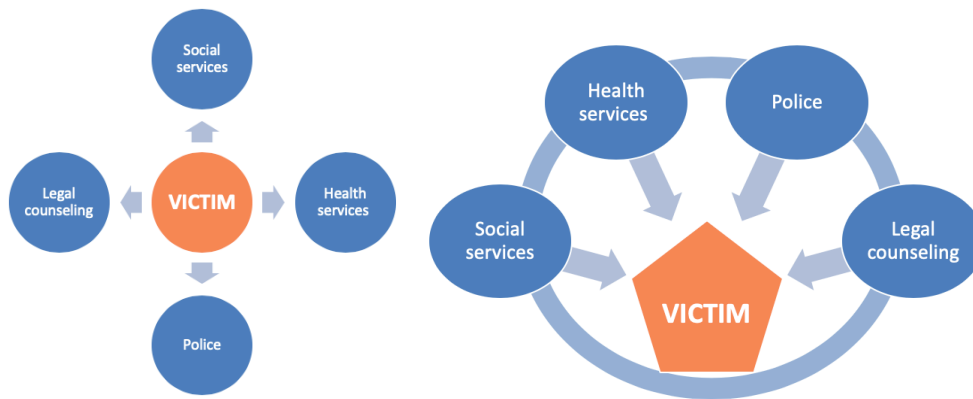 Social
services
Legal
counseling
VICTIM
Health
services
Police
Health
services
Police
Social
services
Legal
counseling
VICTIM